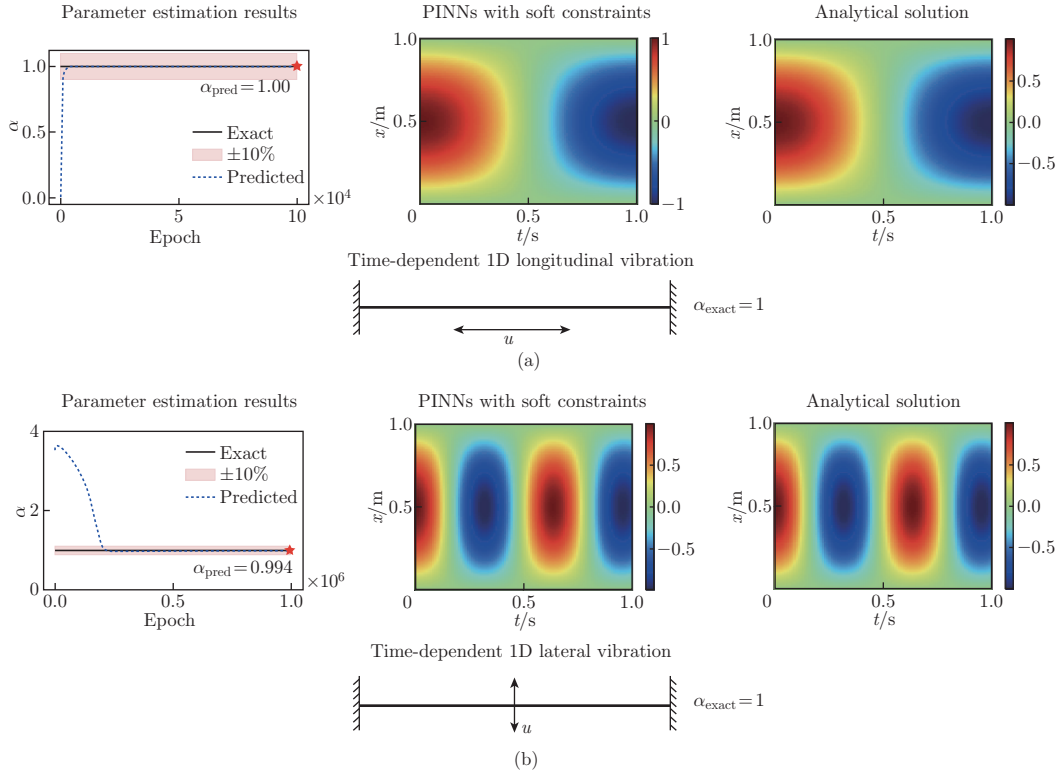 Parameter estimation results
PINNs with soft constraints
Analytical solution
α
1.0
0.5
0.0
α_pred=1.00
Exact
±10%
Predicted
0
5
10
×10⁴
Epoch
x/m
1.0
0.5
0
0.5
1.0
t/s
1
0
−1
x/m
1.0
0.5
0
0.5
1.0
t/s
0.5
0.0
−0.5
Time-dependent 1D longitudinal vibration
α_exact=1
u
(a)
Parameter estimation results
PINNs with soft constraints
Analytical solution
α
4
2
0
Exact
±10%
Predicted
α_pred=0.994
0.0
0.5
1.0
×10⁶
Epoch
x/m
1.0
0.5
0
0.5
1.0
t/s
0.5
0.0
−0.5
x/m
1.0
0.5
0
0.5
1.0
t/s
0.5
0.0
−0.5
Time-dependent 1D lateral vibration
α_exact=1
u
(b)